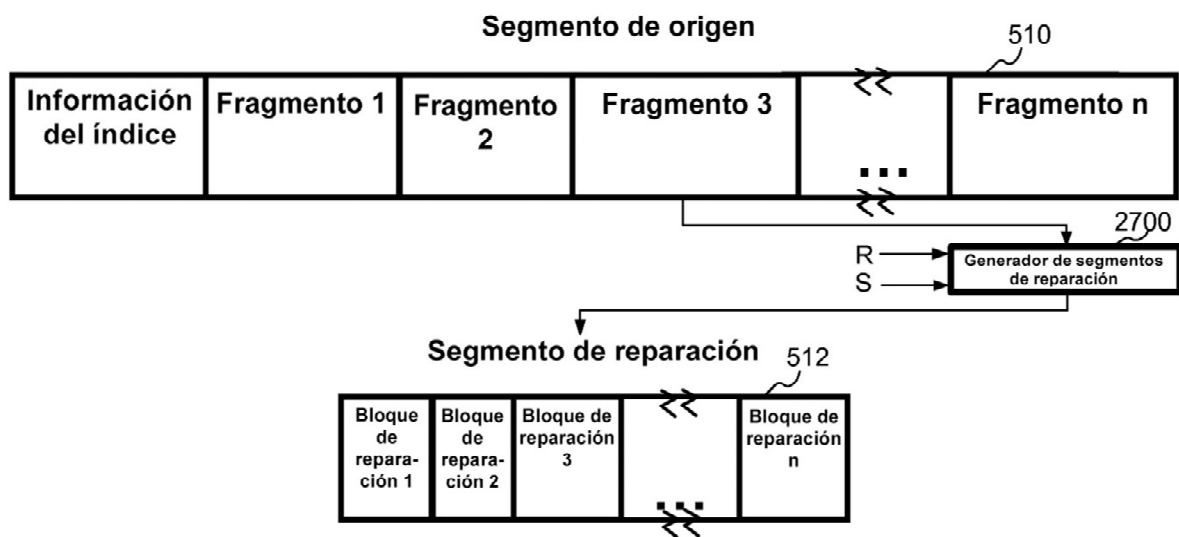 Segmento de origen
510
Información
del índice
Fragmento 1
Fragmento
2
Fragmento 3
...
Fragmento n
2700
R
S
Generador de segmentos
de reparación
Segmento de reparación
512
Bloque
de
repara-
ción 1
Bloque
de
repara-
ción 2
Bloque de
reparación
3
...
Bloque de
reparación
n